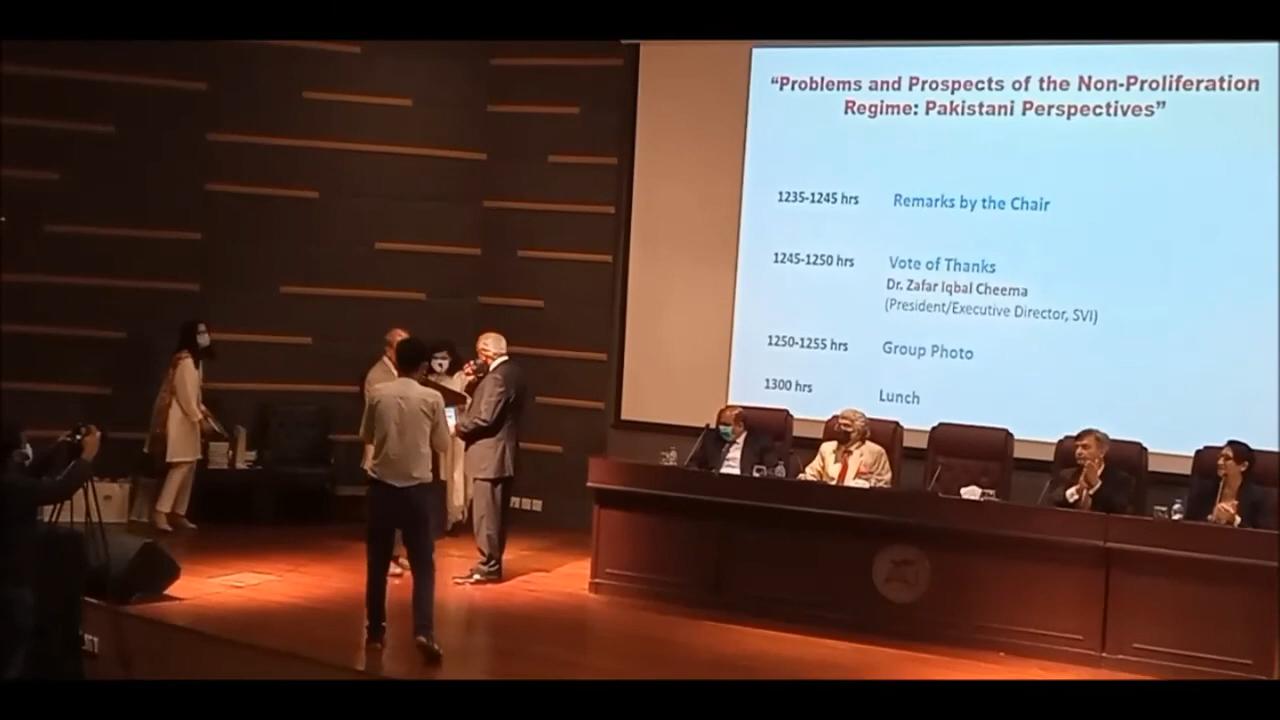 “Problems and Prospects of the Non-Proliferation
Regime: Pakistani Perspectives”
1235-1245 hrs Remarks by the Chair
1245-1250 hrs Vote of Thanks
Dr. Zafar Iqbal Cheema
(President/Executive Director, SVI)
1250-1255 hrs Group Photo
1300 hrs Lunch